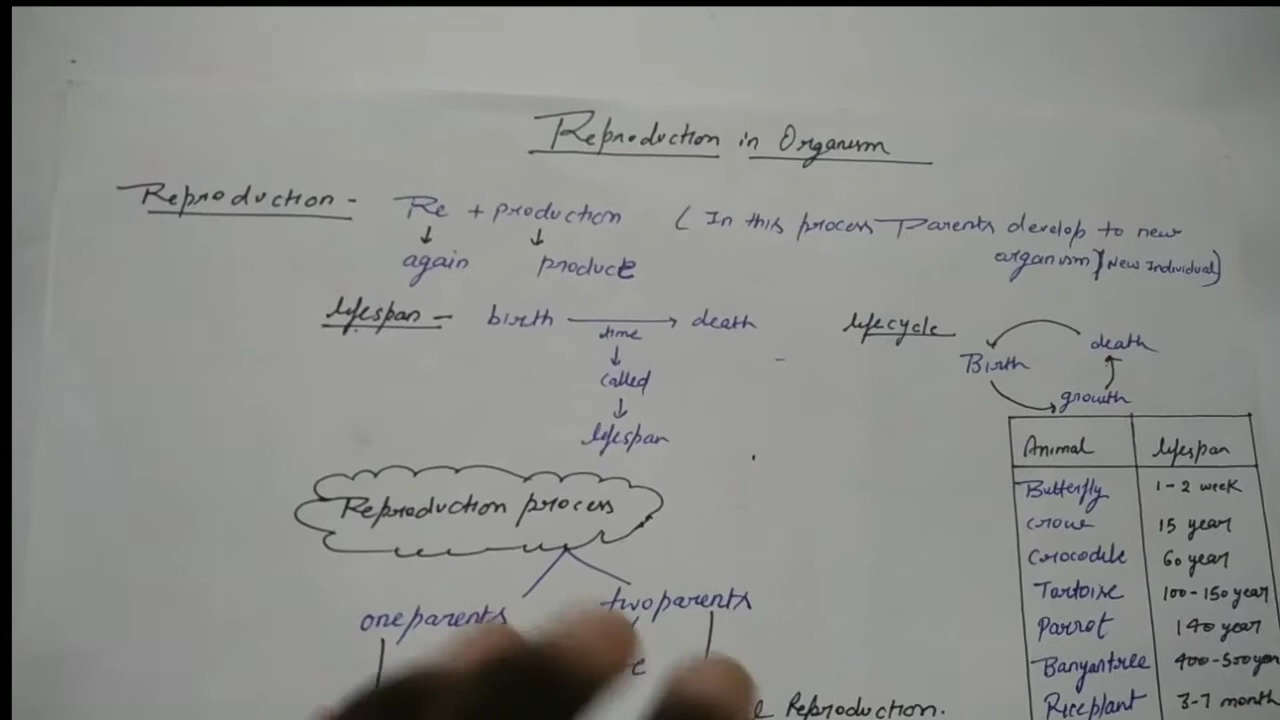 Reproduction in Organism
Reproduction - Re + production ( In this process Parents develop to new
again produce organism) (New Individual)
lifespan - birth → death
time
called
lifespan
lifecycle
death
Birth
growth
Animal lifespan
Butterfly 1-2 week
crow 15 year
Crocodile 60 year
Tortoise 100-150 year
Parrot 140 year
Banyantree 400-500 year
Riceplant 3-7 month
Reproduction process
one parents two parents
Reproduction.